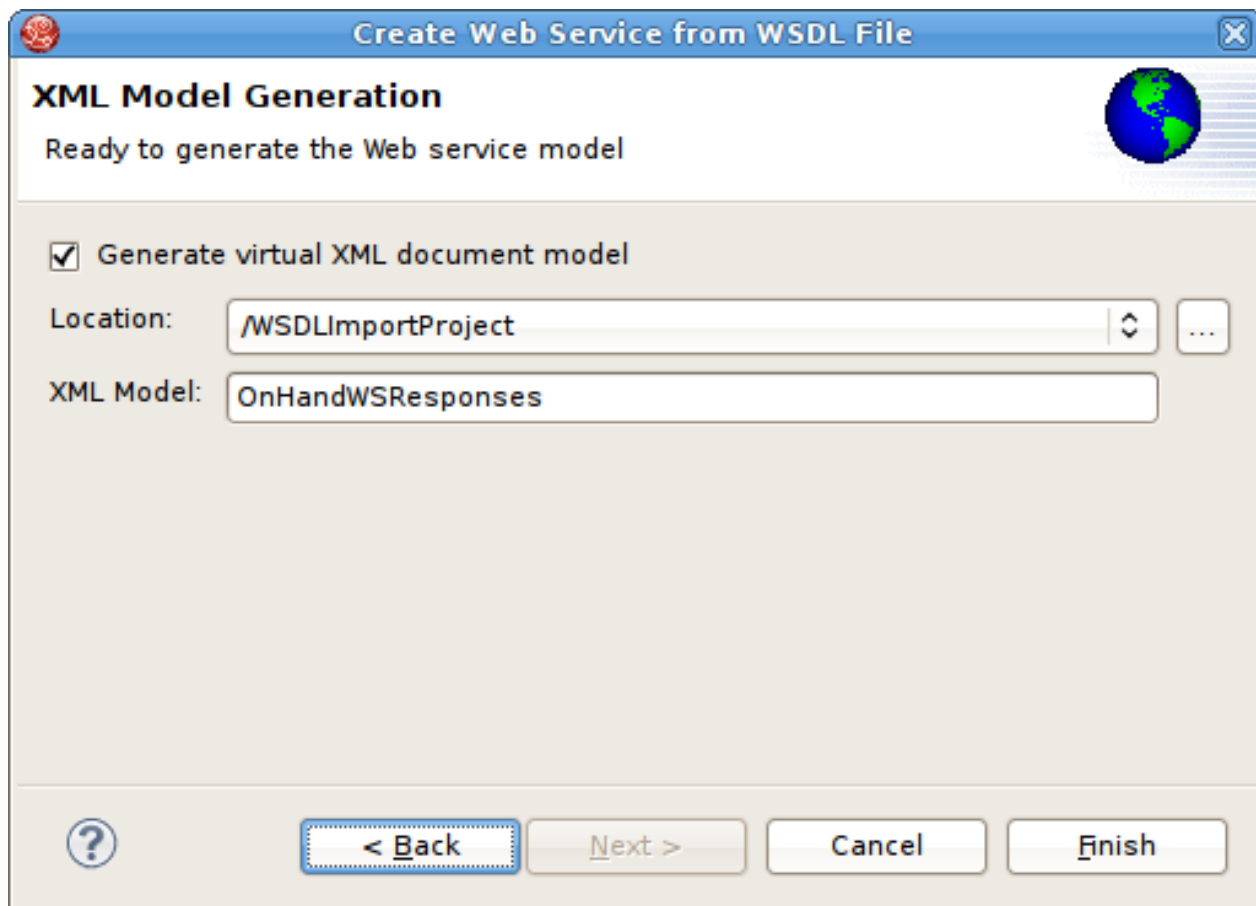 Create Web Service from WSDL File
XML Model Generation
Ready to generate the Web service model
Generate virtual XML document model
Location: /WSDLImportProject ...
XML Model: OnHandWSResponses
? < Back Next > Cancel Finish